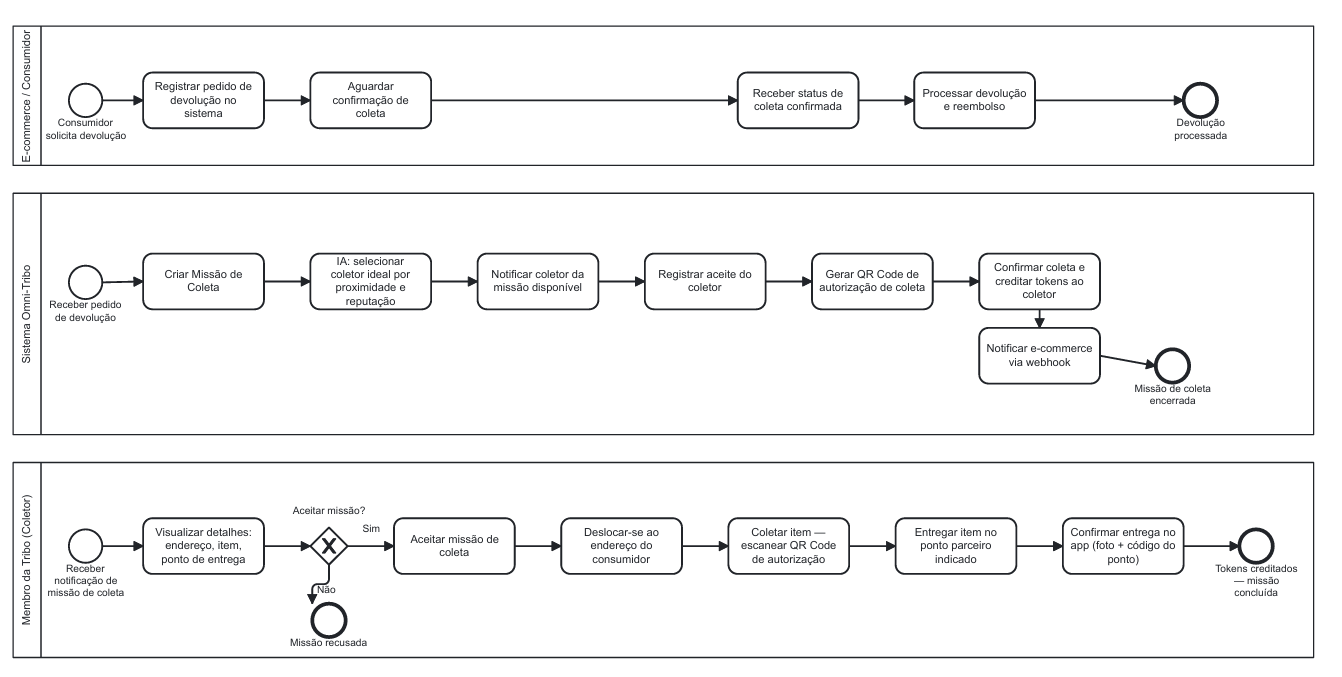 E-commerce / Consumidor
Consumidor
solicita devolução
Registrar pedido de
devolução no
sistema
Aguardar
confirmação de
coleta
Receber status de
coleta confirmada
Processar devolução
e reembolso
Devolução
processada
Sistema Omni-Tribo
Receber pedido
de devolução
Criar Missão de
Coleta
IA: selecionar
coletor ideal por
proximidade e
reputação
Notificar coletor da
missão disponível
Registrar aceite do
coletor
Gerar QR Code de
autorização de coleta
Confirmar coleta e
creditar tokens ao
coletor
Notificar e-commerce
via webhook
Missão de coleta
encerrada
Membro da Tribo (Coletor)
Receber
notificação de
missão de coleta
Visualizar detalhes:
endereço, item,
ponto de entrega
Aceitar missão?
Sim
Não
Missão recusada
Aceitar missão de
coleta
Deslocar-se ao
endereço do
consumidor
Coletar item —
escanear QR Code
de autorização
Entregar item no
ponto parceiro
indicado
Confirmar entrega no
app (foto + código do
ponto)
Tokens creditados
— missão
concluída